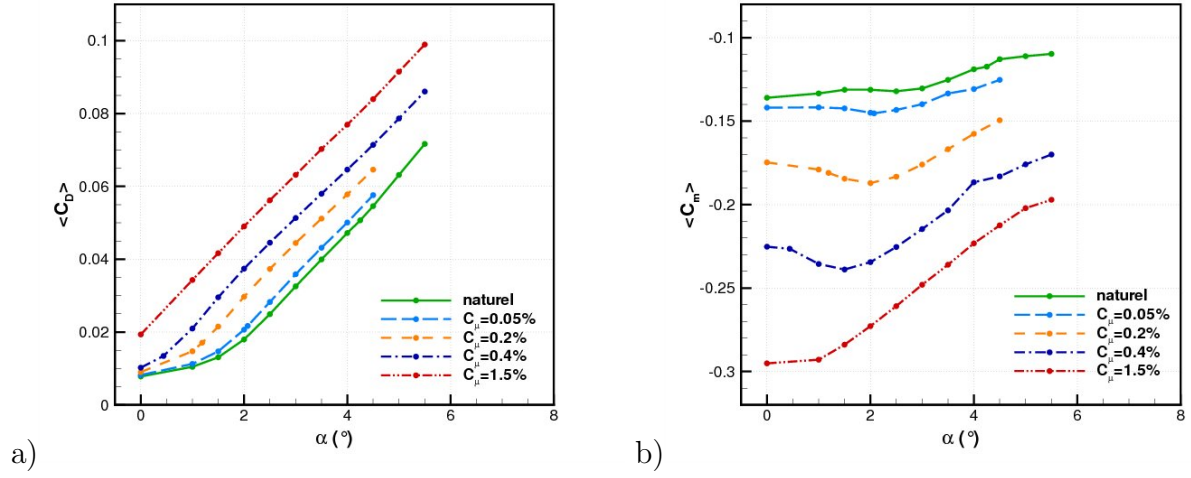 0.1
0.08
0.06
0.04
0.02
0
<C_D>
0 2 4 6 8
α (°)
naturel
C_μ=0.05%
C_μ=0.2%
C_μ=0.4%
C_μ=1.5%
a)
-0.1
-0.15
-0.2
-0.25
-0.3
<C_m>
0 2 4 6 8
α (°)
naturel
C_μ=0.05%
C_μ=0.2%
C_μ=0.4%
C_μ=1.5%
b)